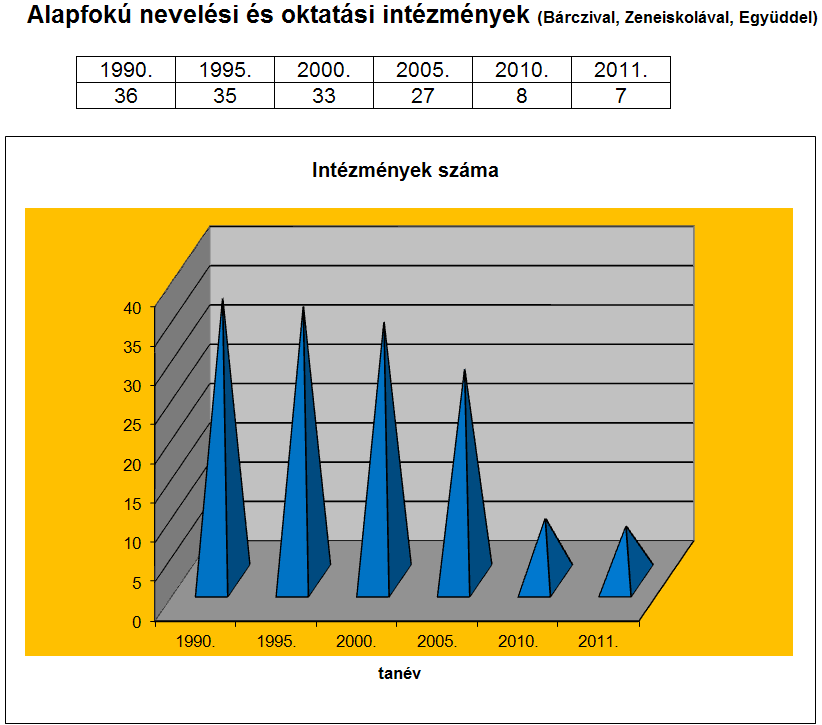 Alapfokú nevelési és oktatási intézmények (Bárczival, Zeneiskolával, Együddel)
1990. 1995. 2000. 2005. 2010. 2011.
36 35 33 27 8 7
Intézmények száma
40
35
30
25
20
15
10
5
0
1990. 1995. 2000. 2005. 2010. 2011.
tanév